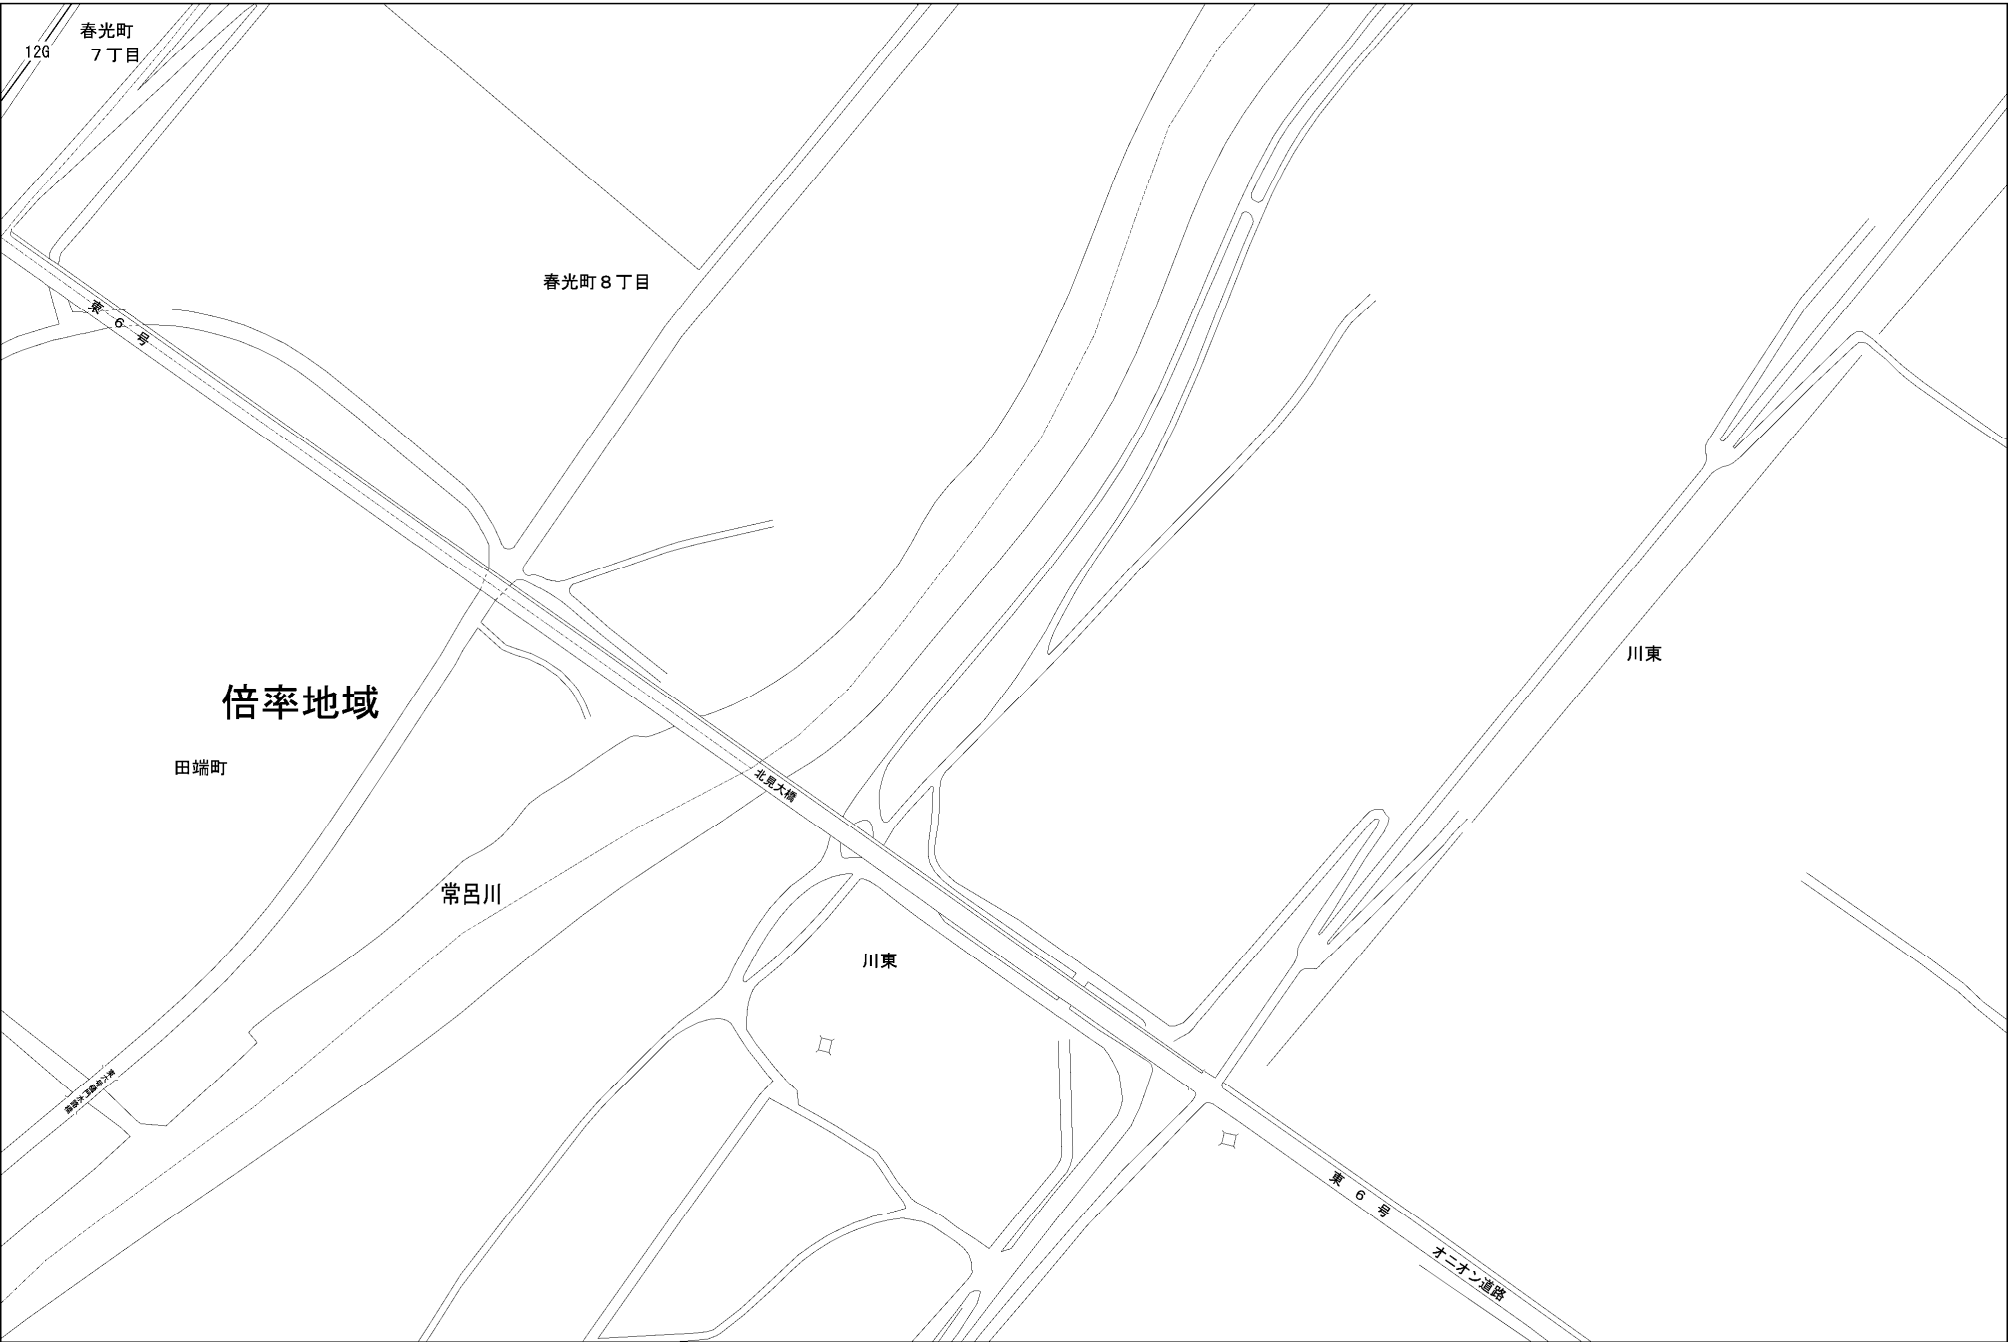 春光町
７丁目
12G
春光町８丁目
東 ６ 号
川東
倍率地域
田端町
北見大橋
常呂川
川東
東 ６ 号
オニオン道路